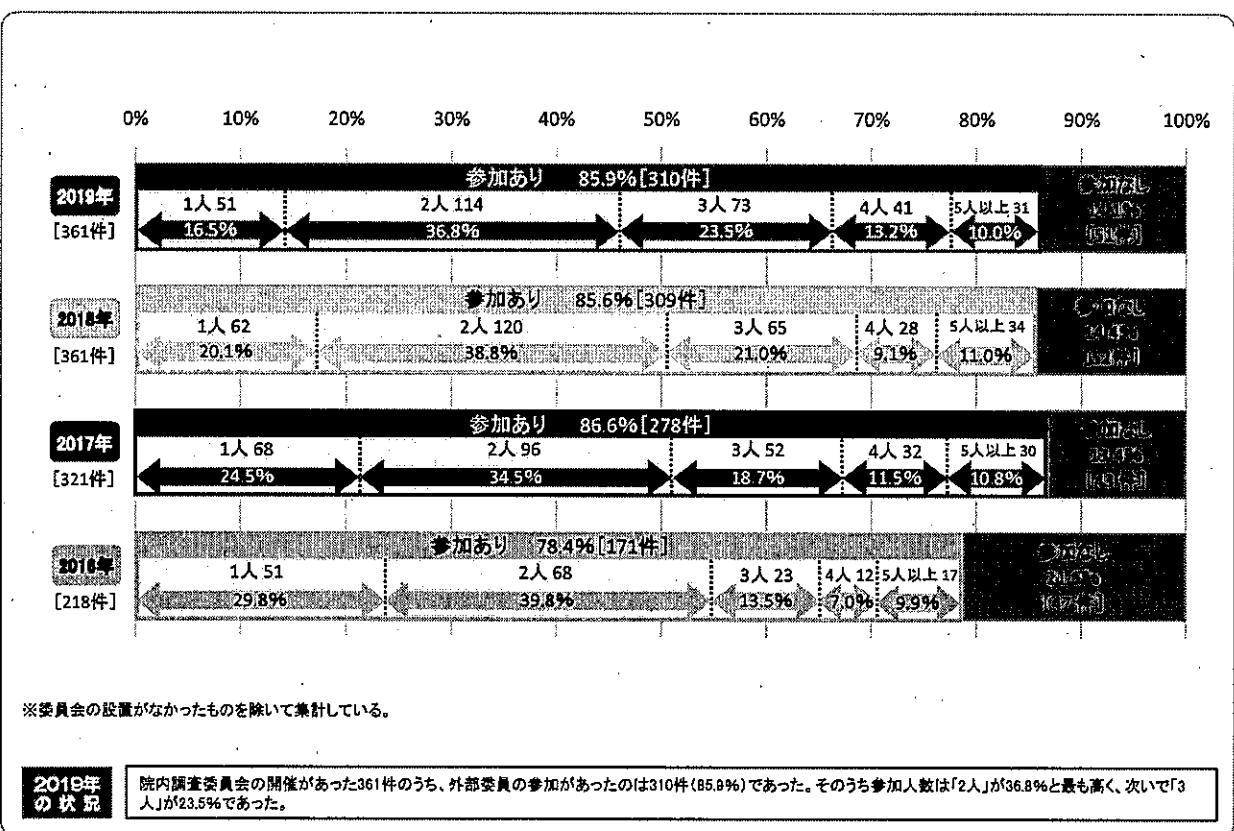 0% 10% 20% 30% 40% 50% 60% 70% 80% 90% 100%
参加あり 85.9%[310件]
2019年
[361件]
1人 51 2人 114 3人 73 4人 41 5人以上 31
16.5% 36.8% 23.5% 13.2% 10.0%
参加あり 85.6%[309件]
2018年
[361件]
1人 62 2人 120 3人 65 4人 28 5人以上 34
20.1% 38.8% 21.0% 9.1% 11.0%
参加あり 86.6%[278件]
2017年
[321件]
1人 68 2人 96 3人 52 4人 32 5人以上 30
24.5% 34.5% 18.7% 11.5% 10.8%
参加あり 78.4%[171件]
2016年
[218件]
1人 51 2人 68 3人 23 4人 12 5人以上 17
29.8% 39.8% 13.5% 7.0% 9.9%
※委員会の設置がなかったものを除いて集計している。
2019年
の状況
院内調査委員会の開催があった361件のうち、外部委員の参加があったのは310件(85.9%)であった。そのうち参加人数は「2人」が36.8%と最も高く、次いで「3
人」が23.5%であった。